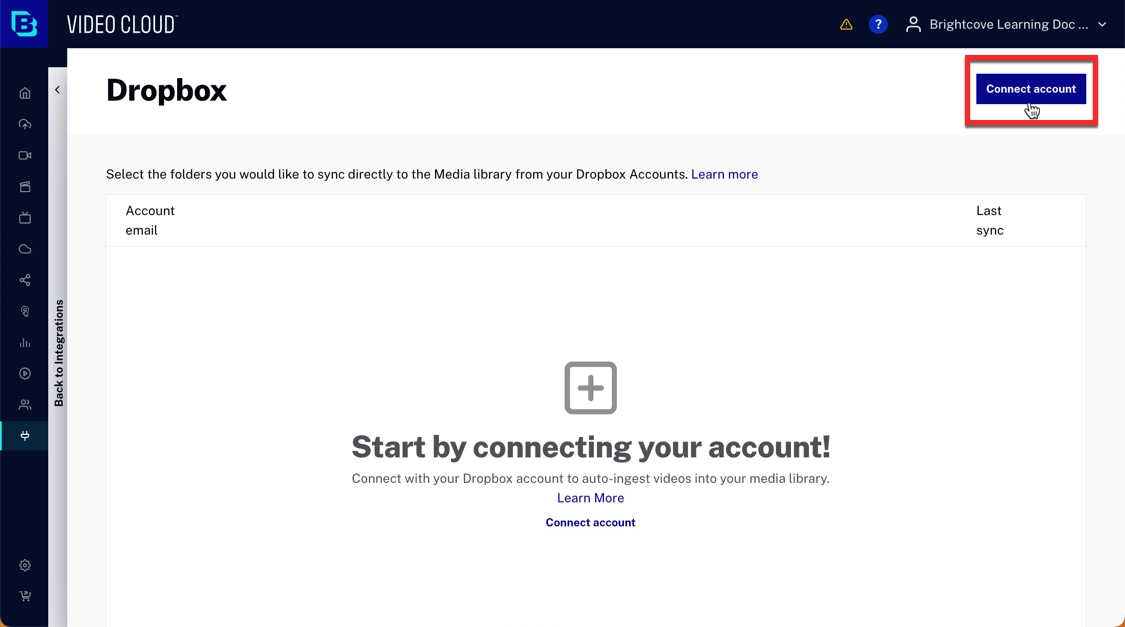 VIDEO CLOUD™
?
Brightcove Learning Doc ...
Dropbox
Connect account
Back to Integrations
Select the folders you would like to sync directly to the Media library from your Dropbox Accounts. Learn more
Account
email
Last
sync
Start by connecting your account!
Connect with your Dropbox account to auto-ingest videos into your media library.
Learn More
Connect account